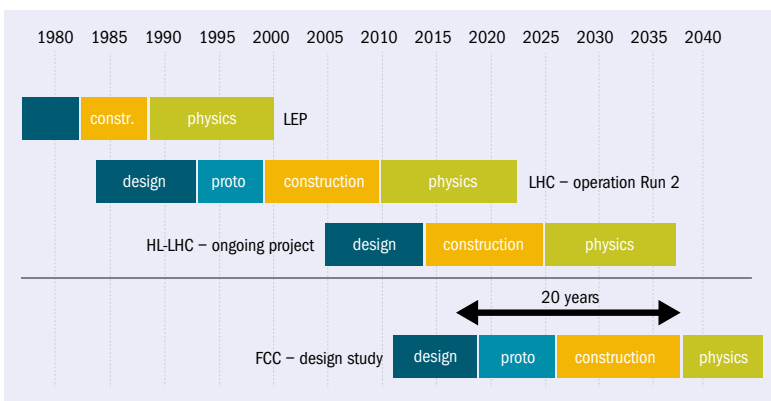 1980 1985 1990 1995 2000 2005 2010 2015 2020 2025 2030 2035 2040
constr. physics LEP
design proto construction physics LHC – operation Run 2
HL-LHC – ongoing project design construction physics
20 years
FCC – design study design proto construction physics